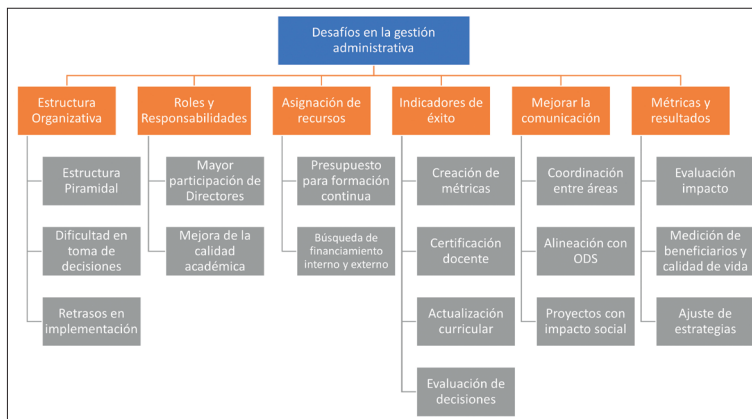 Desafíos en la gestión
administrativa
Estructura
Organizativa
Estructura
Piramidal
Dificultad en
toma de
decisiones
Retrasos en
implementación
Roles y
Responsabilidades
Mayor
participación de
Directores
Mejora de la
calidad
académica
Asignación de
recursos
Presupuesto
para formación
continua
Búsqueda de
financiamiento
interno y externo
Indicadores de
éxito
Creación de
métricas
Certificación
docente
Actualización
curricular
Evaluación de
decisiones
Mejorar la
comunicación
Coordinación
entre áreas
Alineación con
ODS
Proyectos con
impacto social
Métricas y
resultados
Evaluación
impacto
Medición de
beneficiarios y
calidad de vida
Ajuste de
estrategias